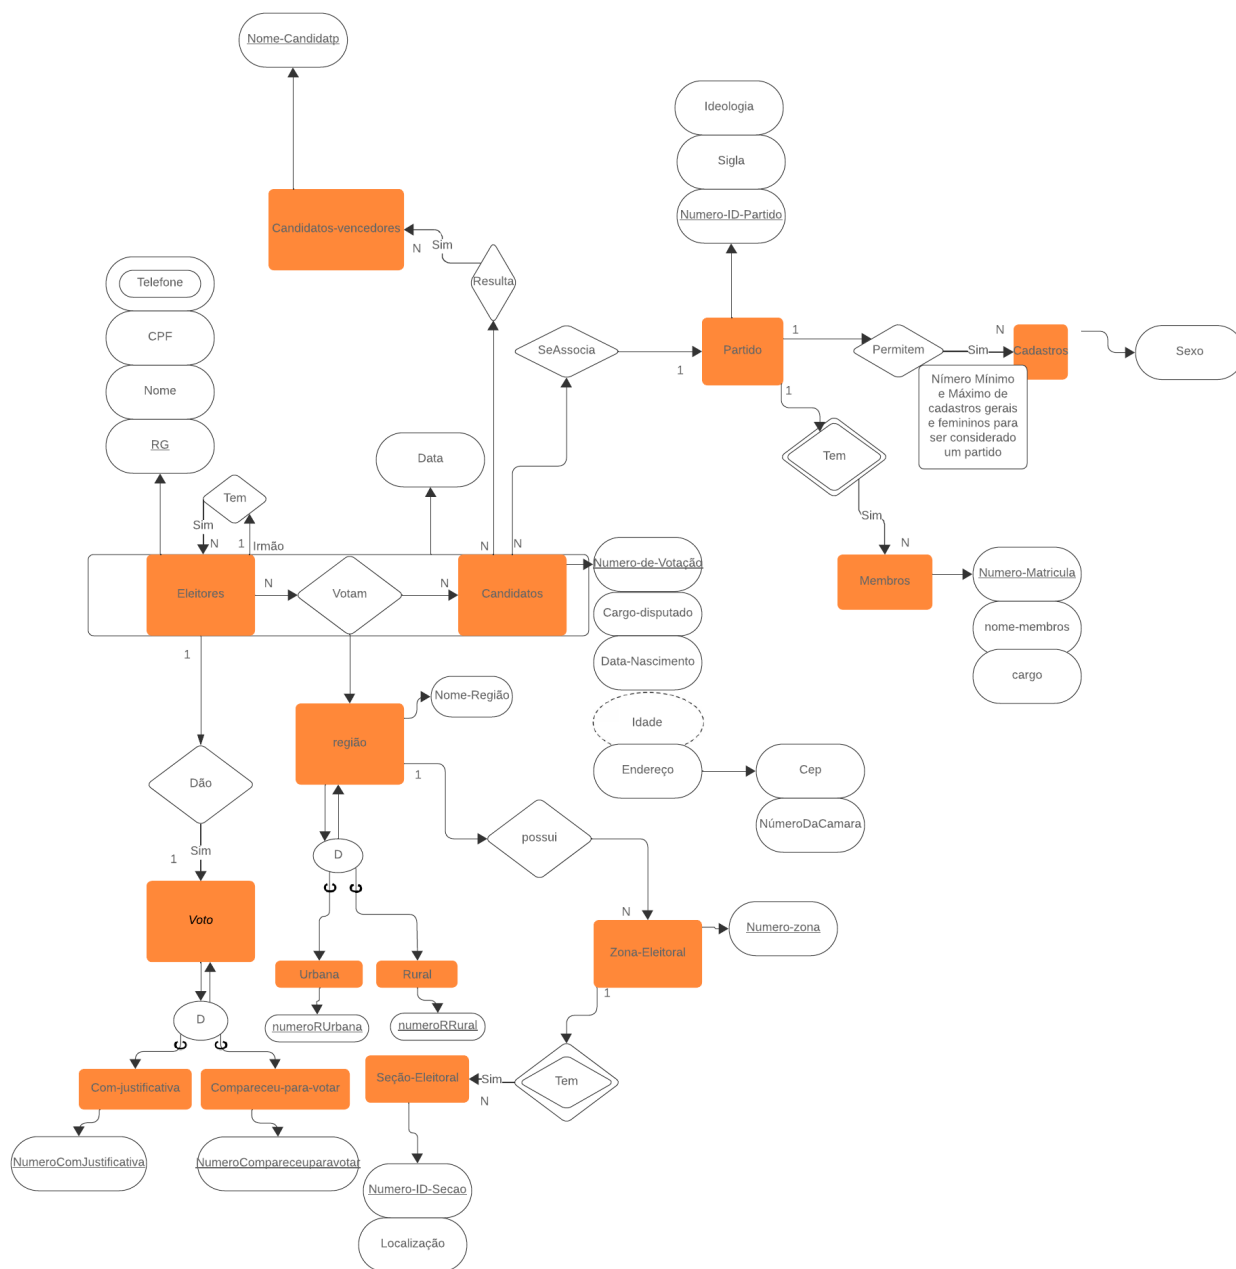 Nome-Candidatp
Ideologia
Sigla
Numero-ID-Partido
Candidatos-vencedores
N
Sim
Resulta
Telefone
CPF
Nome
RG
SeAssocia
1
Partido
1
Permitem
Sim
N
Cadastros
Sexo
Nímero Mínimo
e Máximo de
cadastros gerais
e femininos para
ser considerado
um partido
1
Tem
Sim
N
Data
Tem
Sim
N
1
Irmão
N
N
Eleitores
N
Votam
N
Candidatos
Numero-de-Votação
Cargo-disputado
Data-Nascimento
Idade
Endereço
Cep
NúmeroDaCamara
Membros
Numero-Matricula
nome-membros
cargo
1
Dão
Sim
1
Voto
D
C
C
Com-justificativa
Compareceu-para-votar
NumeroComJustificativa
NumeroCompareceuparavotar
região
Nome-Região
1
possui
D
C
C
Urbana
Rural
numeroRUrbana
numeroRRural
N
Zona-Eleitoral
Numero-zona
1
Tem
Sim
N
Seção-Eleitoral
Numero-ID-Secao
Localização